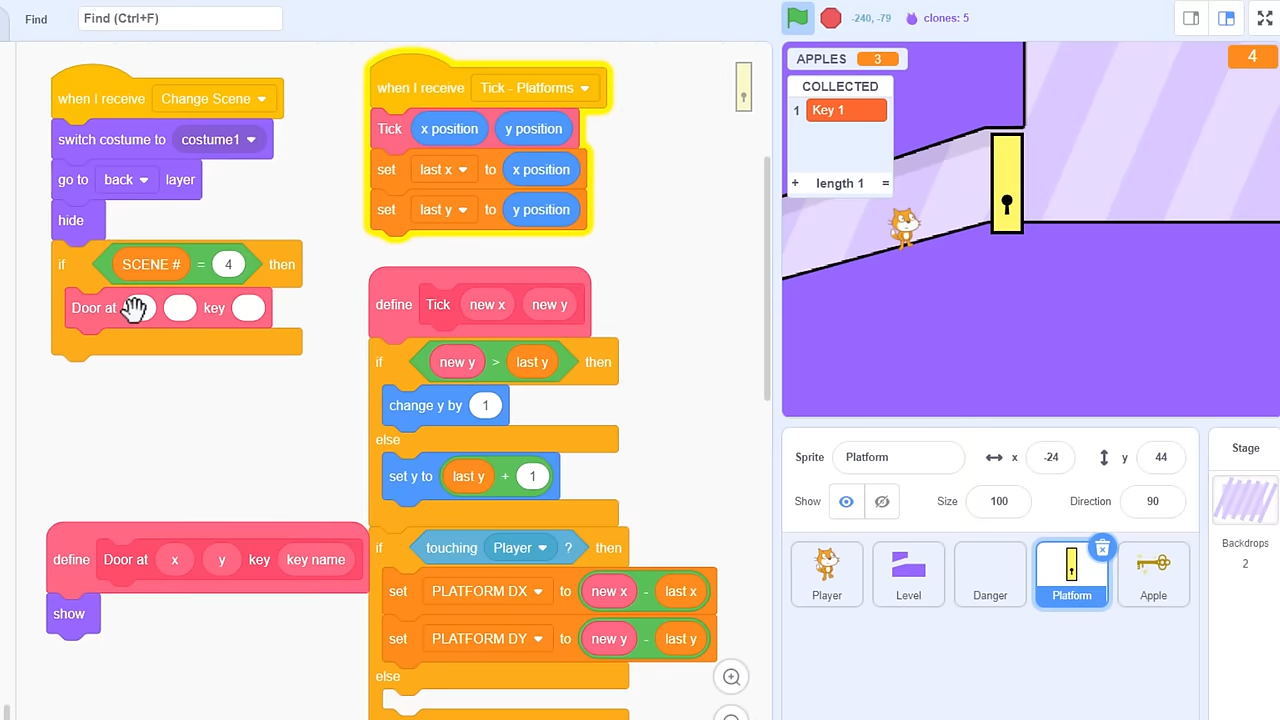 Find
Find (Ctrl+F)
-240, -79
clones: 5
when I receive Change Scene
switch costume to costume1
go to back layer
hide
if SCENE # = 4 then
Door at key
define Door at x y key key name
show
when I receive Tick - Platforms
Tick x position y position
set last x to x position
set last y to y position
define Tick new x new y
if new y > last y then
change y by 1
else
set y to last y + 1
if touching Player ? then
set PLATFORM DX to new x - last x
set PLATFORM DY to new y - last y
else
APPLES 3
COLLECTED
1 Key 1
+ length 1 =
4
Sprite Platform x -24 y 44
Show Size 100 Direction 90
Player Level Danger Platform Apple
Stage
Backdrops
2